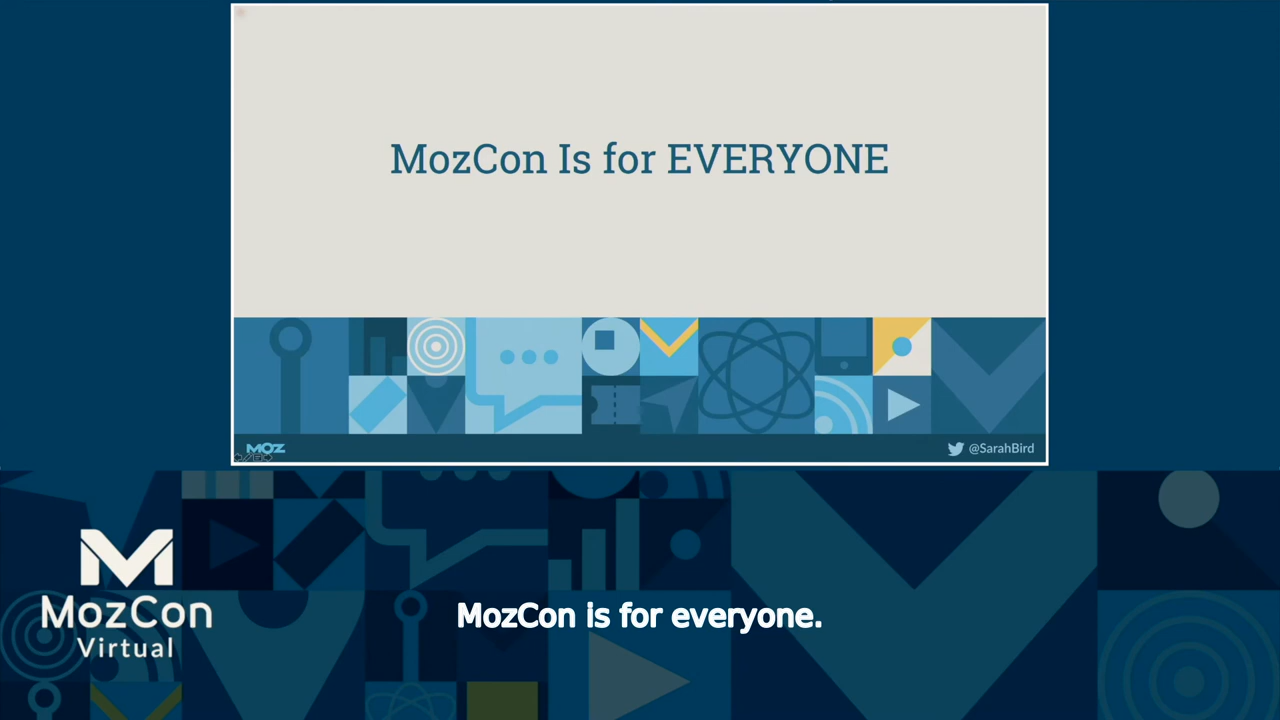 MozCon Is for EVERYONE
MOZ
@SarahBird
MozCon
Virtual
MozCon is for everyone.